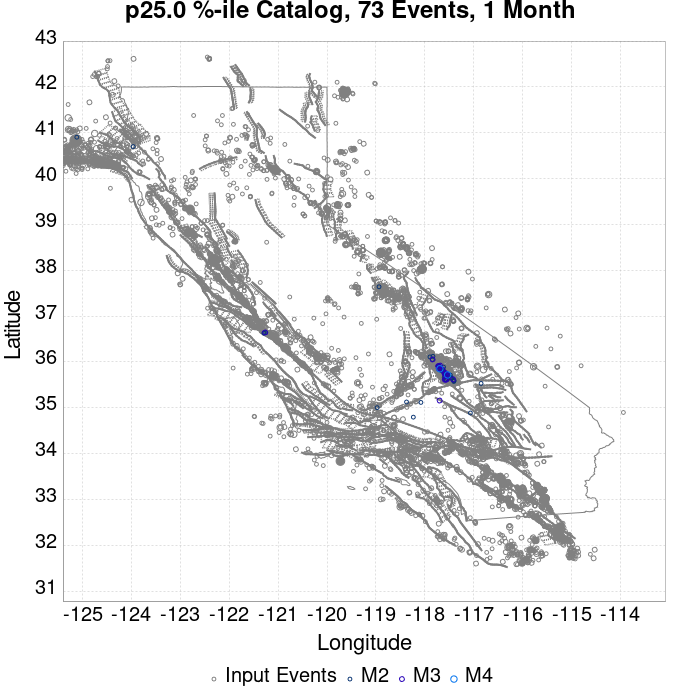 p25.0 %-ile Catalog, 73 Events, 1 Month
43
42
41
40
39
38
37
36
35
34
33
32
31
Latitude
-125 -124 -123 -122 -121 -120 -119 -118 -117 -116 -115 -114
Longitude
Input Events M2 M3 M4